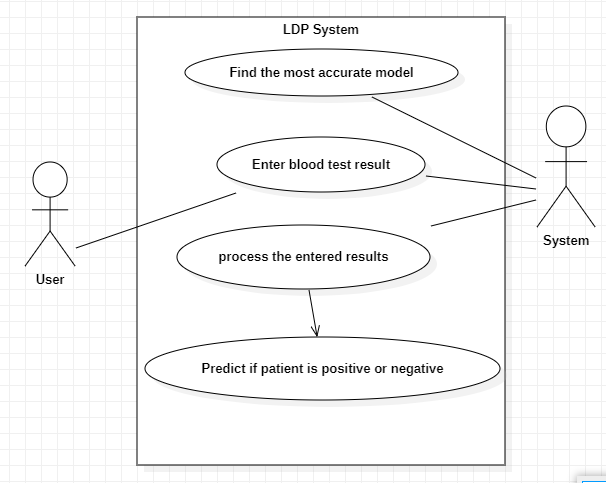 LDP System
Find the most accurate model
Enter blood test result
process the entered results
Predict if patient is positive or negative
User
System